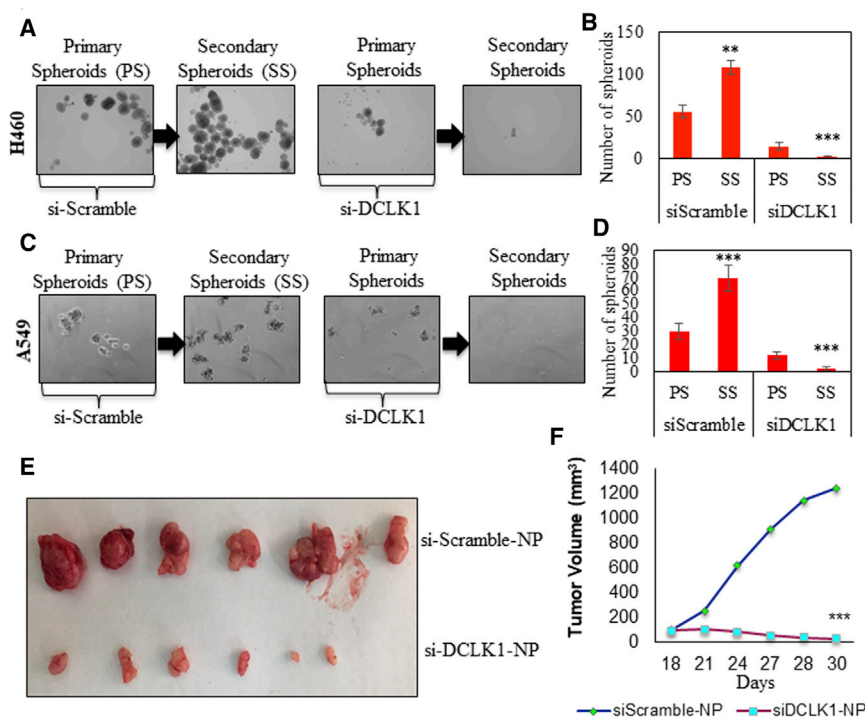 A
Primary
Spheroids (PS)
Secondary
Spheroids (SS)
Primary
Spheroids
Secondary
Spheroids
H460
si-Scramble
si-DCLK1
B
Number of spheroids
150
100
50
0
**
***
PS SS PS SS
siScramble siDCLK1
C
Primary
Spheroids (PS)
Secondary
Spheroids (SS)
Primary
Spheroids
Secondary
Spheroids
A549
si-Scramble
si-DCLK1
D
Number of spheroids
90
80
70
60
50
40
30
20
10
0
***
***
PS SS PS SS
siScramble siDCLK1
E
si-Scramble-NP
si-DCLK1-NP
F
Tumor Volume (mm³)
1400
1200
1000
800
600
400
200
0
***
18 21 24 27 28 30
Days
siScramble-NP siDCLK1-NP